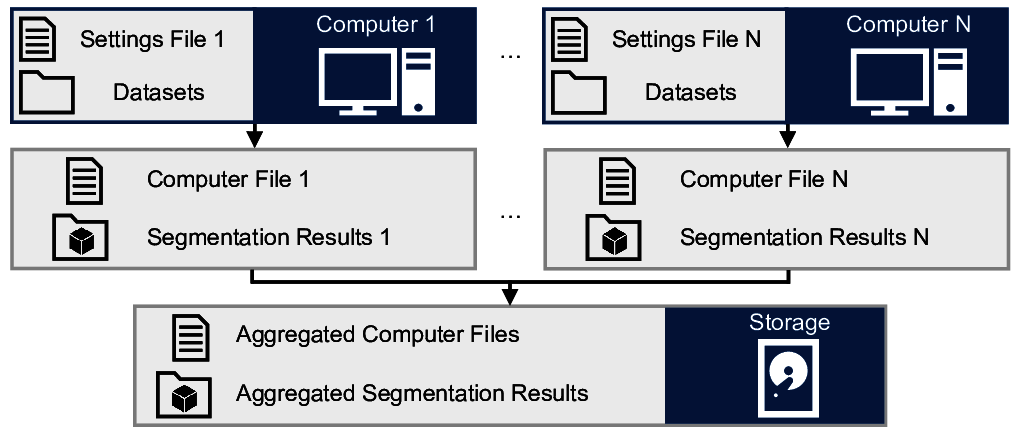 Settings File 1
Computer 1
Datasets
...
Settings File N
Computer N
Datasets
Computer File 1
Segmentation Results 1
...
Computer File N
Segmentation Results N
Aggregated Computer Files
Storage
Aggregated Segmentation Results